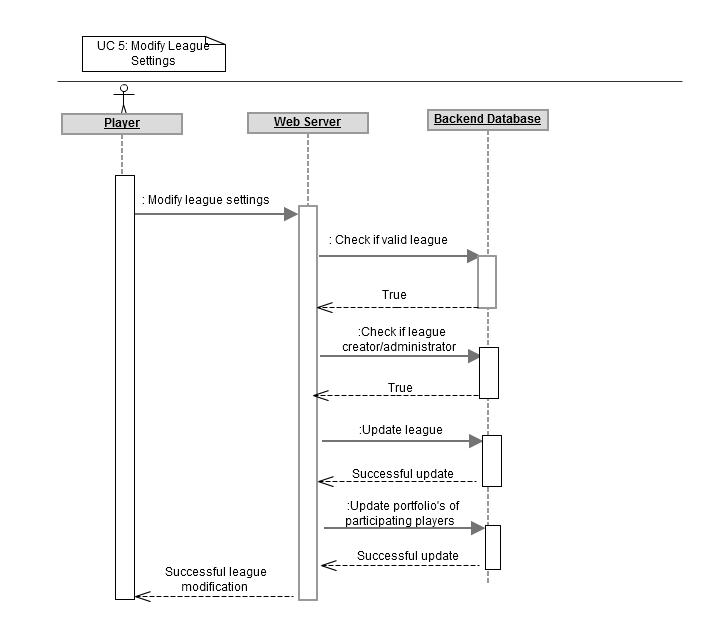 UC 5: Modify League
Settings
Player
Web Server
Backend Database
: Modify league settings
: Check if valid league
True
:Check if league
creator/administrator
True
:Update league
Successful update
:Update portfolio's of
participating players
Successful update
Successful league
modification